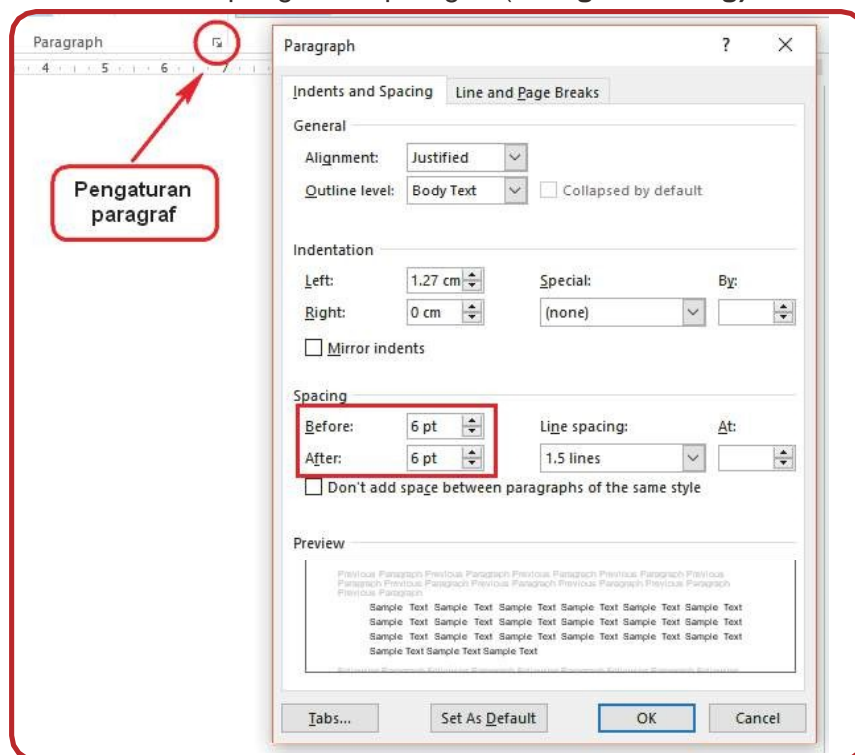 Paragraph
4 5 6 7
Pengaturan
paragraf
Paragraph ? ×
Indents and Spacing Line and Page Breaks
General
Alignment: Justified
Outline level: Body Text Collapsed by default
Indentation
Left: 1.27 cm Special: By:
Right: 0 cm (none)
Mirror indents
Spacing
Before: 6 pt Line spacing: At:
After: 6 pt 1.5 lines
Don't add space between paragraphs of the same style
Preview
Previous Paragraph Previous Paragraph Previous Paragraph Previous Paragraph Previous
Paragraph Previous Paragraph Previous Paragraph Previous Paragraph Previous Paragraph
Previous Paragraph
Sample Text Sample Text Sample Text Sample Text Sample Text Sample Text
Sample Text Sample Text Sample Text Sample Text Sample Text Sample Text
Sample Text Sample Text Sample Text Sample Text Sample Text Sample Text
Sample Text Sample Text Sample Text
Tabs... Set As Default OK Cancel